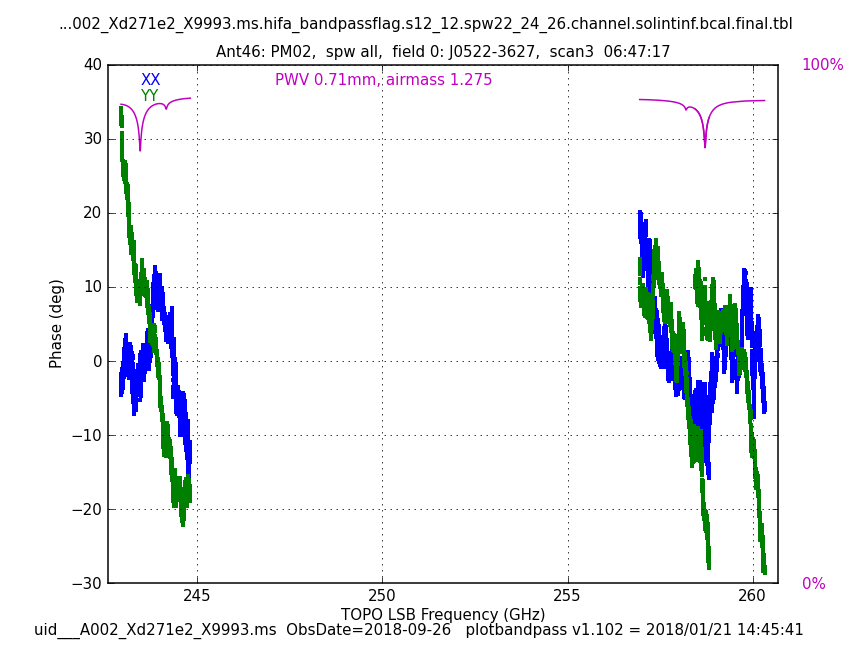 ...002_Xd271e2_X9993.ms.hifa_bandpassflag.s12_12.spw22_24_26.channel.solintinf.bcal.final.tbl
Ant46: PM02,  spw all,  field 0: J0522-3627,  scan3  06:47:17
40
100%
XX
PWV 0.71mm, airmass 1.275
YY
30
20
10
Phase (deg)
0
−10
−20
−30
0%
245
250
255
260
TOPO LSB Frequency (GHz)
uid___A002_Xd271e2_X9993.ms  ObsDate=2018-09-26   plotbandpass v1.102 = 2018/01/21 14:45:41